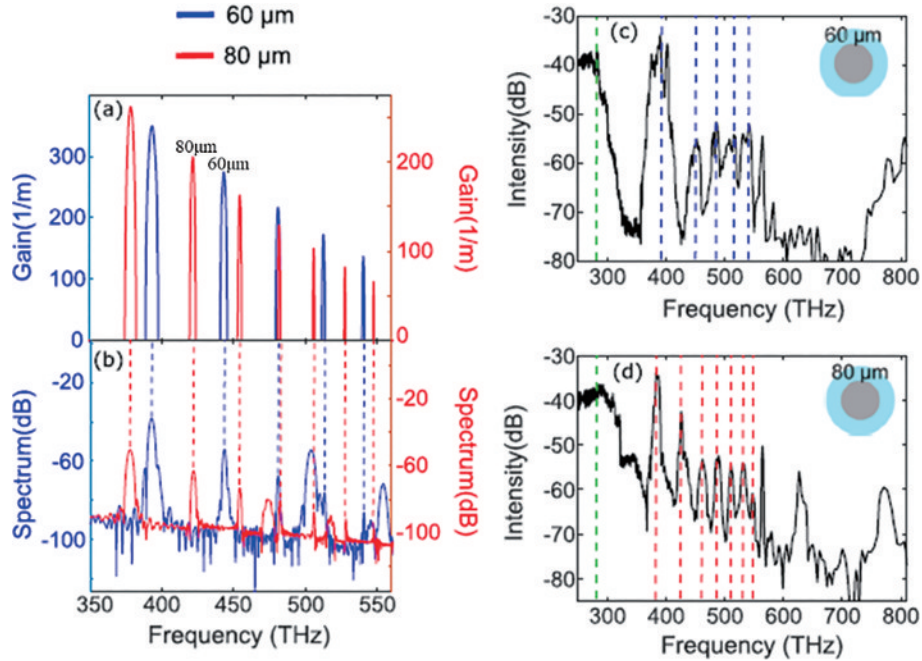 60 μm
80 μm
(a)
80μm
60μm
Gain(1/m)
300
200
100
0
200
100
0
Gain(1/m)
(b)
Spectrum(dB)
-20
-60
-100
-20
-60
-100
Spectrum(dB)
350 400 450 500 550
Frequency (THz)
(c)
60 μm
Intensity(dB)
-30
-40
-50
-60
-70
-80
300 400 500 600 700 800
Frequency (THz)
(d)
80 μm
Intensity(dB)
-30
-40
-50
-60
-70
-80
300 400 500 600 700 800
Frequency (THz)